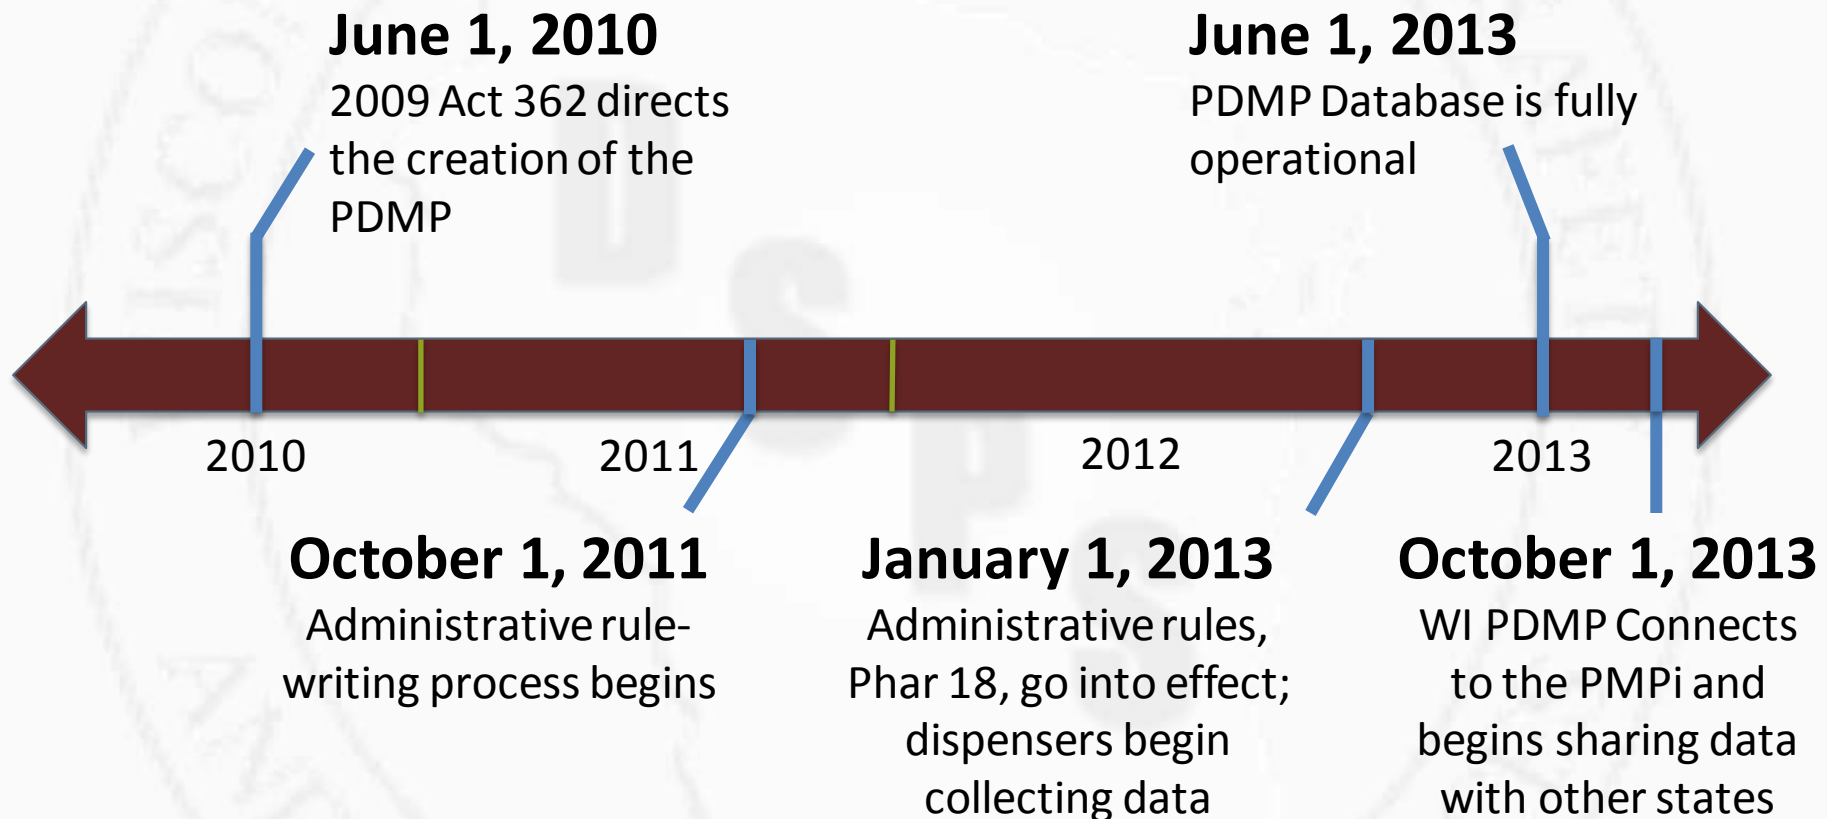 June 1, 2010
2009 Act 362 directs
the creation of the
PDMP
June 1, 2013
PDMP Database is fully
operational
2010
2011
2012
2013
October 1, 2011
Administrative rule-
writing process begins
January 1, 2013
Administrative rules,
Phar 18, go into effect;
dispensers begin
collecting data
October 1, 2013
WI PDMP Connects
to the PMPi and
begins sharing data
with other states
D
S
P
S